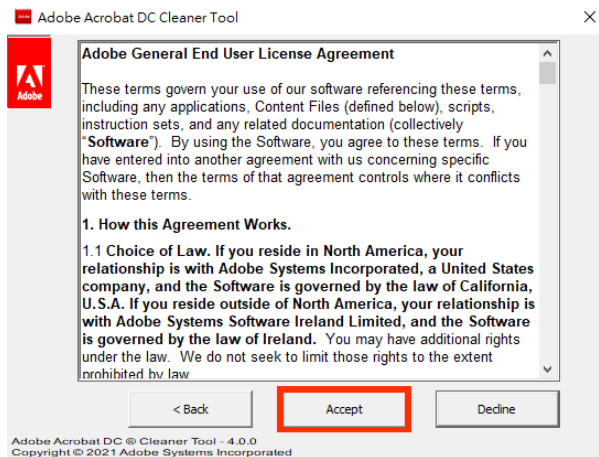 Adobe Acrobat DC Cleaner Tool
Adobe
Adobe General End User License Agreement
These terms govern your use of our software referencing these terms,
including any applications, Content Files (defined below), scripts,
instruction sets, and any related documentation (collectively
“Software”). By using the Software, you agree to these terms. If you
have entered into another agreement with us concerning specific
Software, then the terms of that agreement controls where it conflicts
with these terms.
1. How this Agreement Works.
1.1 Choice of Law. If you reside in North America, your
relationship is with Adobe Systems Incorporated, a United States
company, and the Software is governed by the law of California,
U.S.A. If you reside outside of North America, your relationship is
with Adobe Systems Software Ireland Limited, and the Software
is governed by the law of Ireland. You may have additional rights
under the law. We do not seek to limit those rights to the extent
prohibited by law
< Back
Accept
Decline
Adobe Acrobat DC ® Cleaner Tool - 4.0.0
Copyright © 2021 Adobe Systems Incorporated